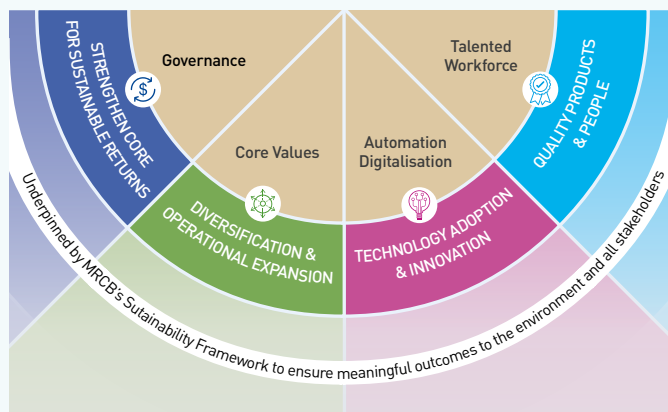 STRENGTHEN CORE
FOR SUSTAINABLE RETURNS
$
Governance
Core Values
DIVERSIFICATION &
OPERATIONAL EXPANSION
Automation
Digitalisation
TECHNOLOGY ADOPTION
& INNOVATION
Talented
Workforce
QUALITY PRODUCTS
& PEOPLE
Underpinned by MRCB's Sutainability Framework to ensure meaningful outcomes to the environment and all stakeholders